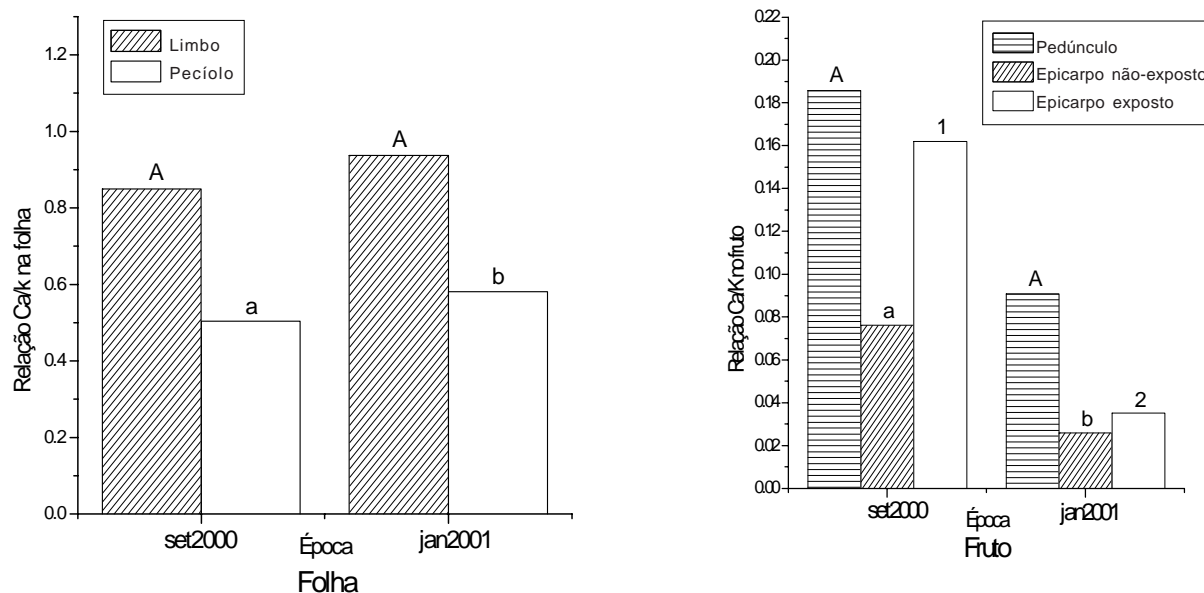 Limbo
Pecíolo
1.2
1.0
0.8
0.6
0.4
0.2
0.0
Relação Ca/k na folha
A
a
A
b
set2000
Época
jan2001
Folha
Pedúnculo
Epicarpo não-exposto
Epicarpo exposto
0.22
0.20
0.18
0.16
0.14
0.12
0.10
0.08
0.06
0.04
0.02
0.00
Relação Ca/K no fruto
A
a
1
A
b
2
set2000
Época
jan2001
Fruto